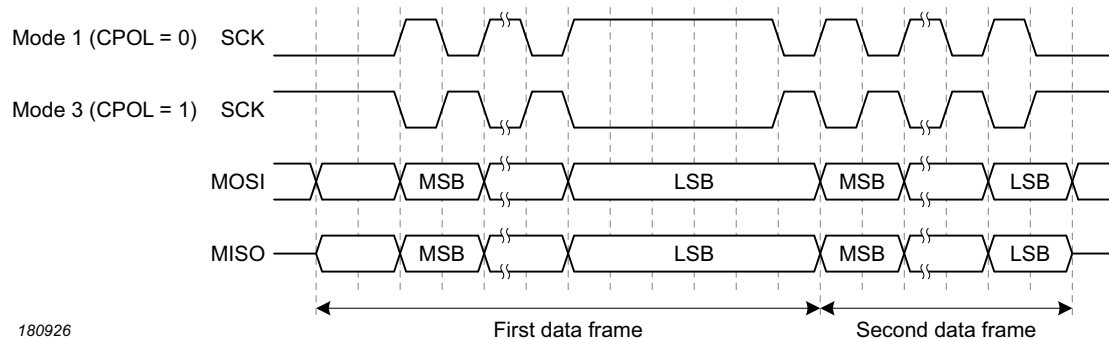 Mode 1 (CPOL = 0) SCK
Mode 3 (CPOL = 1) SCK
MOSI MSB LSB MSB LSB
MISO MSB LSB MSB LSB
180926 First data frame Second data frame